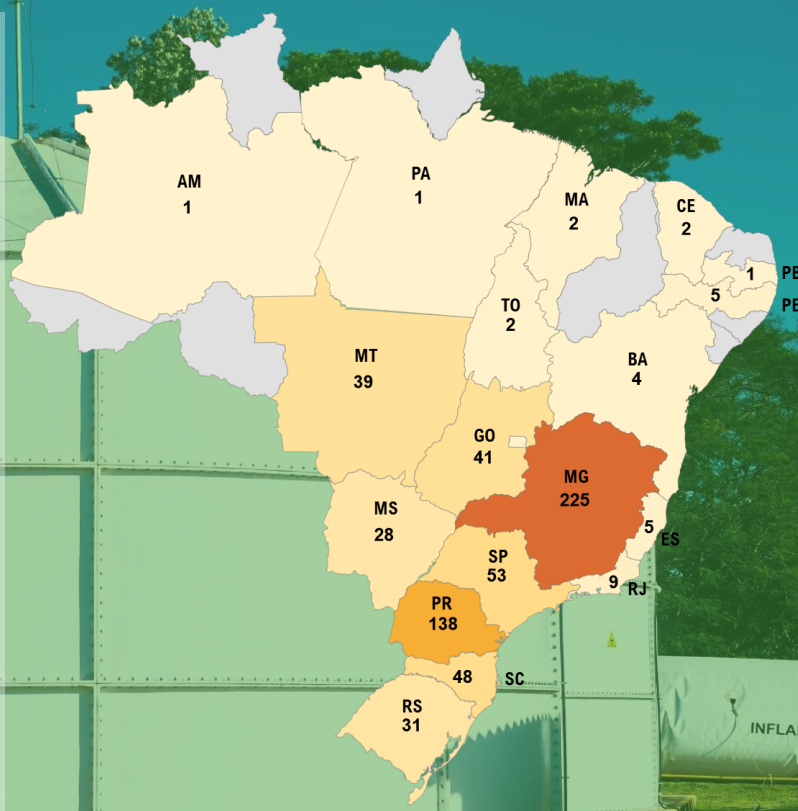 AM
1
PA
1
MA
2
CE
2
1
PB
5
PE
TO
2
BA
4
MT
39
GO
41
MG
225
MS
28
5
ES
SP
53
9
RJ
PR
138
48
SC
RS
31
INFLA